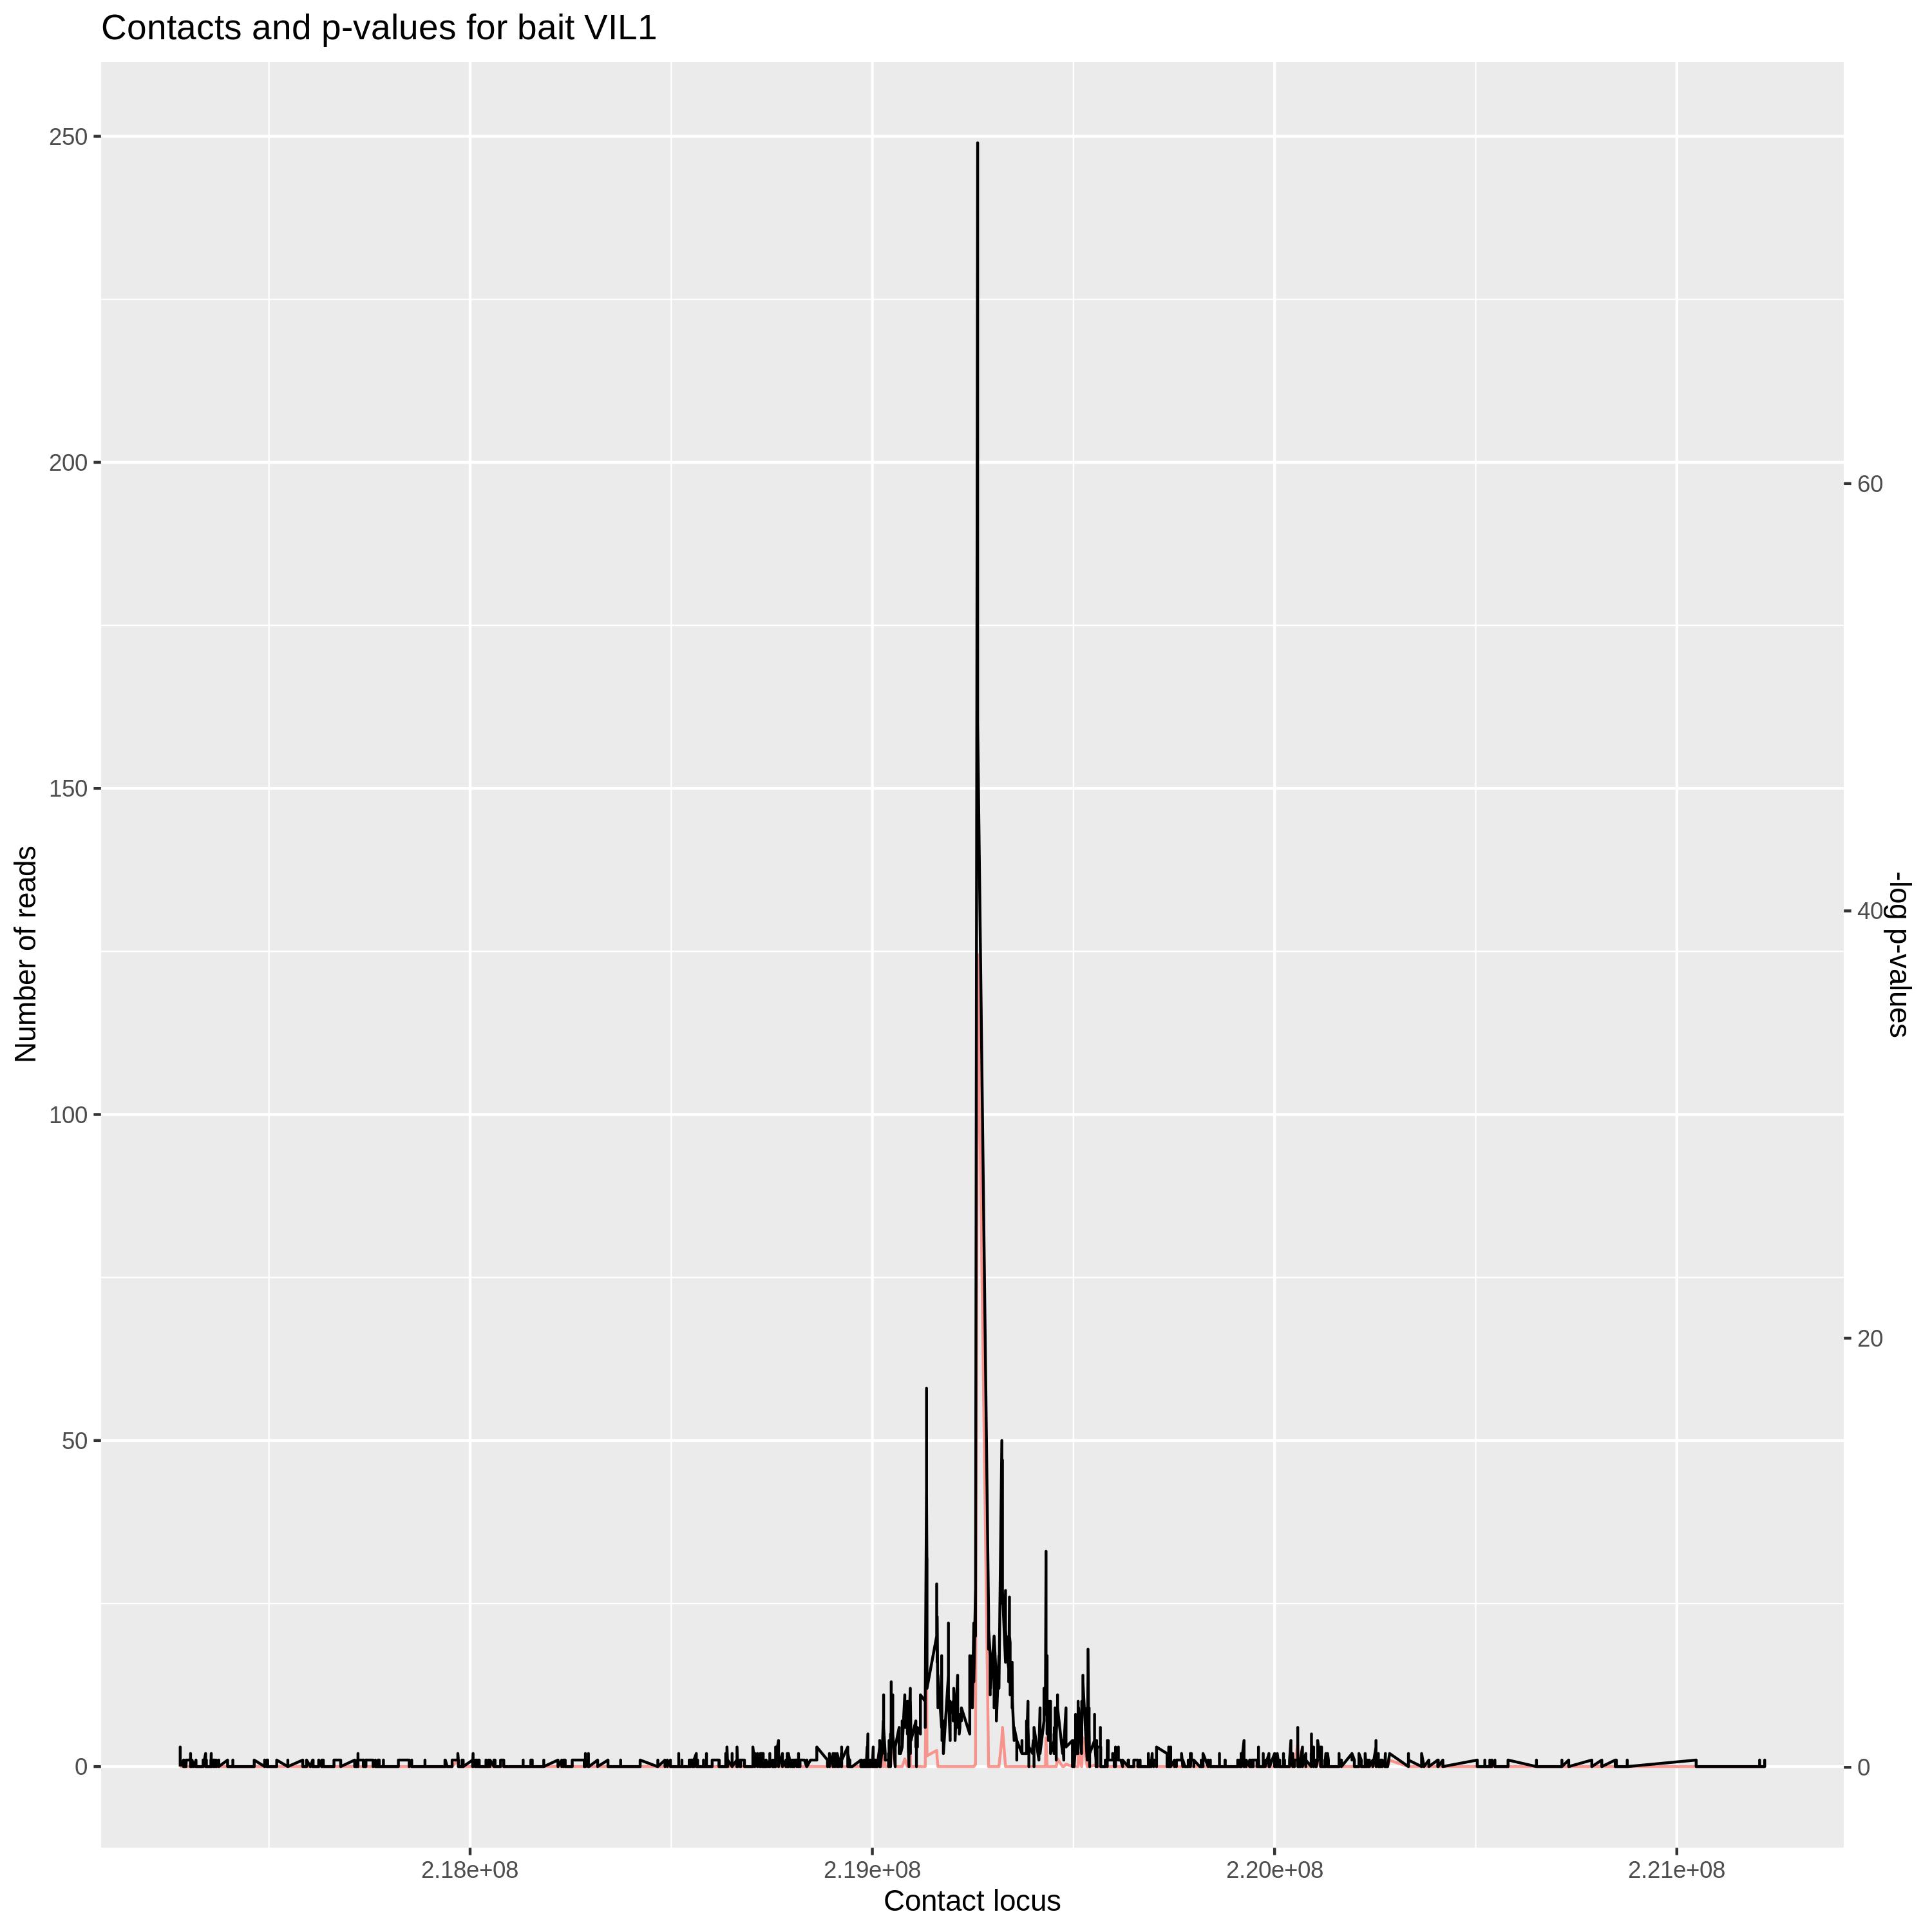 Contacts and p-values for bait VIL1
250
200
150
100
50
0
Number of reads
60
40
20
0
-log p-values
2.18e+08
2.19e+08
2.20e+08
2.21e+08
Contact locus